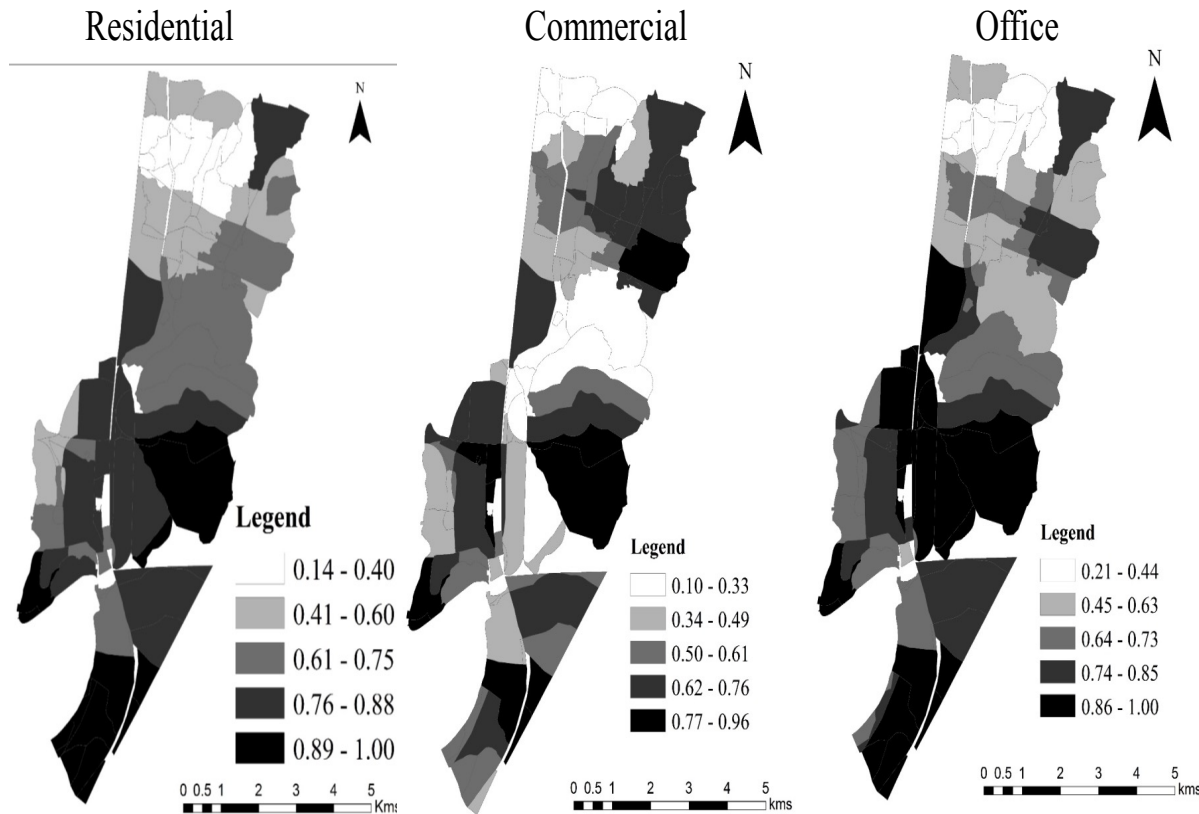 Residential
N
Legend
0.14 - 0.40
0.41 - 0.60
0.61 - 0.75
0.76 - 0.88
0.89 - 1.00
0 0.5 1 2 3 4 5
Kms
Commercial
N
Legend
0.10 - 0.33
0.34 - 0.49
0.50 - 0.61
0.62 - 0.76
0.77 - 0.96
0 0.5 1 2 3 4 5
kms
Office
N
Legend
0.21 - 0.44
0.45 - 0.63
0.64 - 0.73
0.74 - 0.85
0.86 - 1.00
0 0.5 1 2 3 4 5
kms